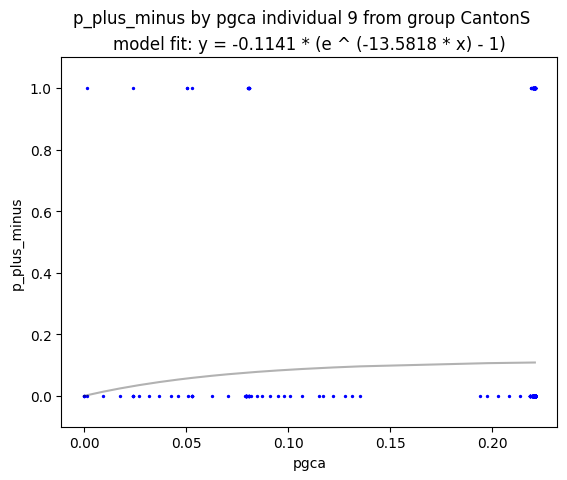 p_plus_minus by pgca individual 9 from group CantonS
model fit: y = -0.1141 * (e ^ (-13.5818 * x) - 1)
1.0
0.8
0.6
0.4
0.2
0.0
p_plus_minus
0.00 0.05 0.10 0.15 0.20
pgca